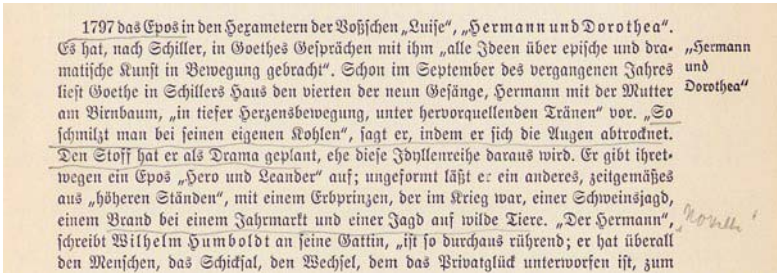 1797 das Epos in den Hexametern der Voßschen „Luise“, „Hermann und Dorothea“.
Es hat, nach Schiller, in Goethes Gesprächen mit ihm „alle Ideen über epische und dra-
matische Kunst in Bewegung gebracht“. Schon im September des vergangenen Jahres
liest Goethe in Schillers Haus den vierten der neun Gesänge, Hermann mit der Mutter
am Birnbaum, „in tiefer Herzensbewegung, unter hervorquellenden Tränen“ vor. „So
schmilzt man bei seinen eigenen Kohlen“, sagt er, indem er sich die Augen abtrocknet.
Den Stoff hat er als Drama geplant, ehe diese Idyllenreihe daraus wird. Er gibt ihret-
wegen ein Epos „Hero und Leander“ auf; ungeformt läßt er ein anderes, zeitgemäßes
aus „höheren Ständen“, mit einem Erbprinzen, der im Krieg war, einer Schweinsjagd,
einem Brand bei einem Jahrmarkt und einer Jagd auf wilde Tiere. „Der Hermann“,
schreibt Wilhelm Humboldt an seine Gattin, „ist so durchaus rührend; er hat überall
den Menschen, das Schicksal, den Wechsel, dem das Privatglück unterworfen ist, zum
„Hermann
und
Dorothea“
„Novelle“